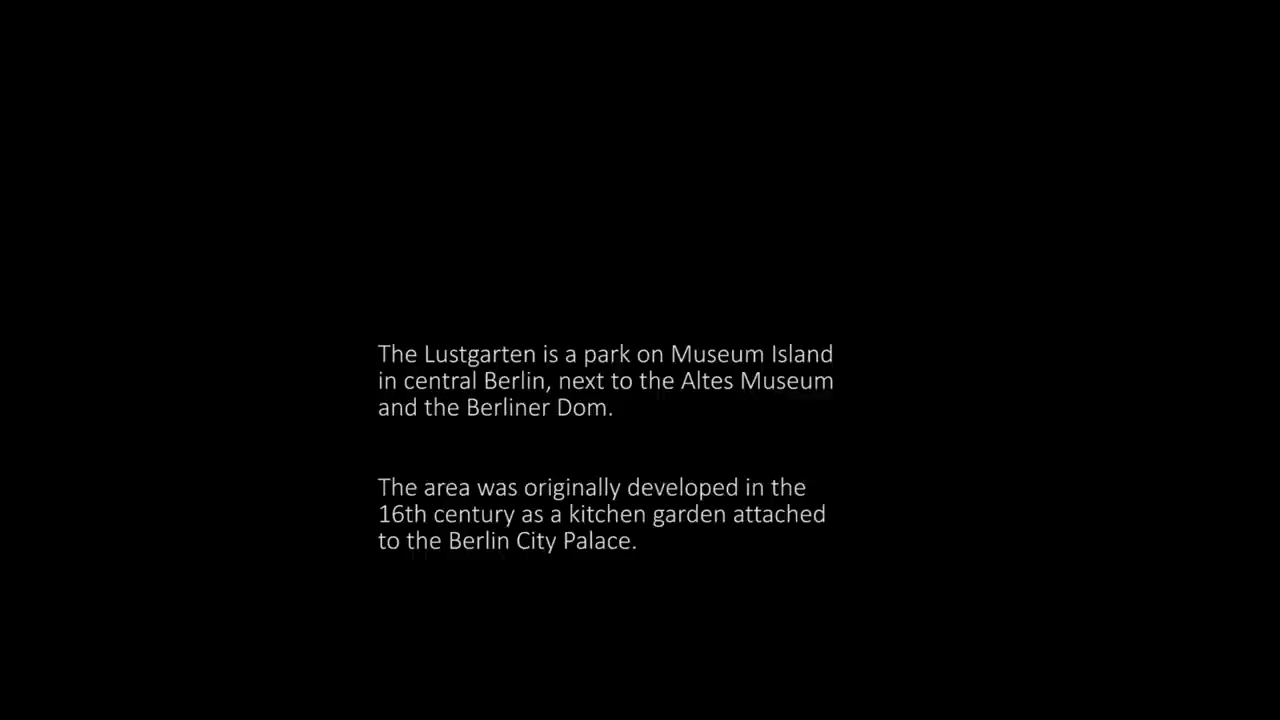 The Lustgarten is a park on Museum Island
in central Berlin, next to the Altes Museum
and the Berliner Dom.
The area was originally developed in the
16th century as a kitchen garden attached
to the Berlin City Palace.